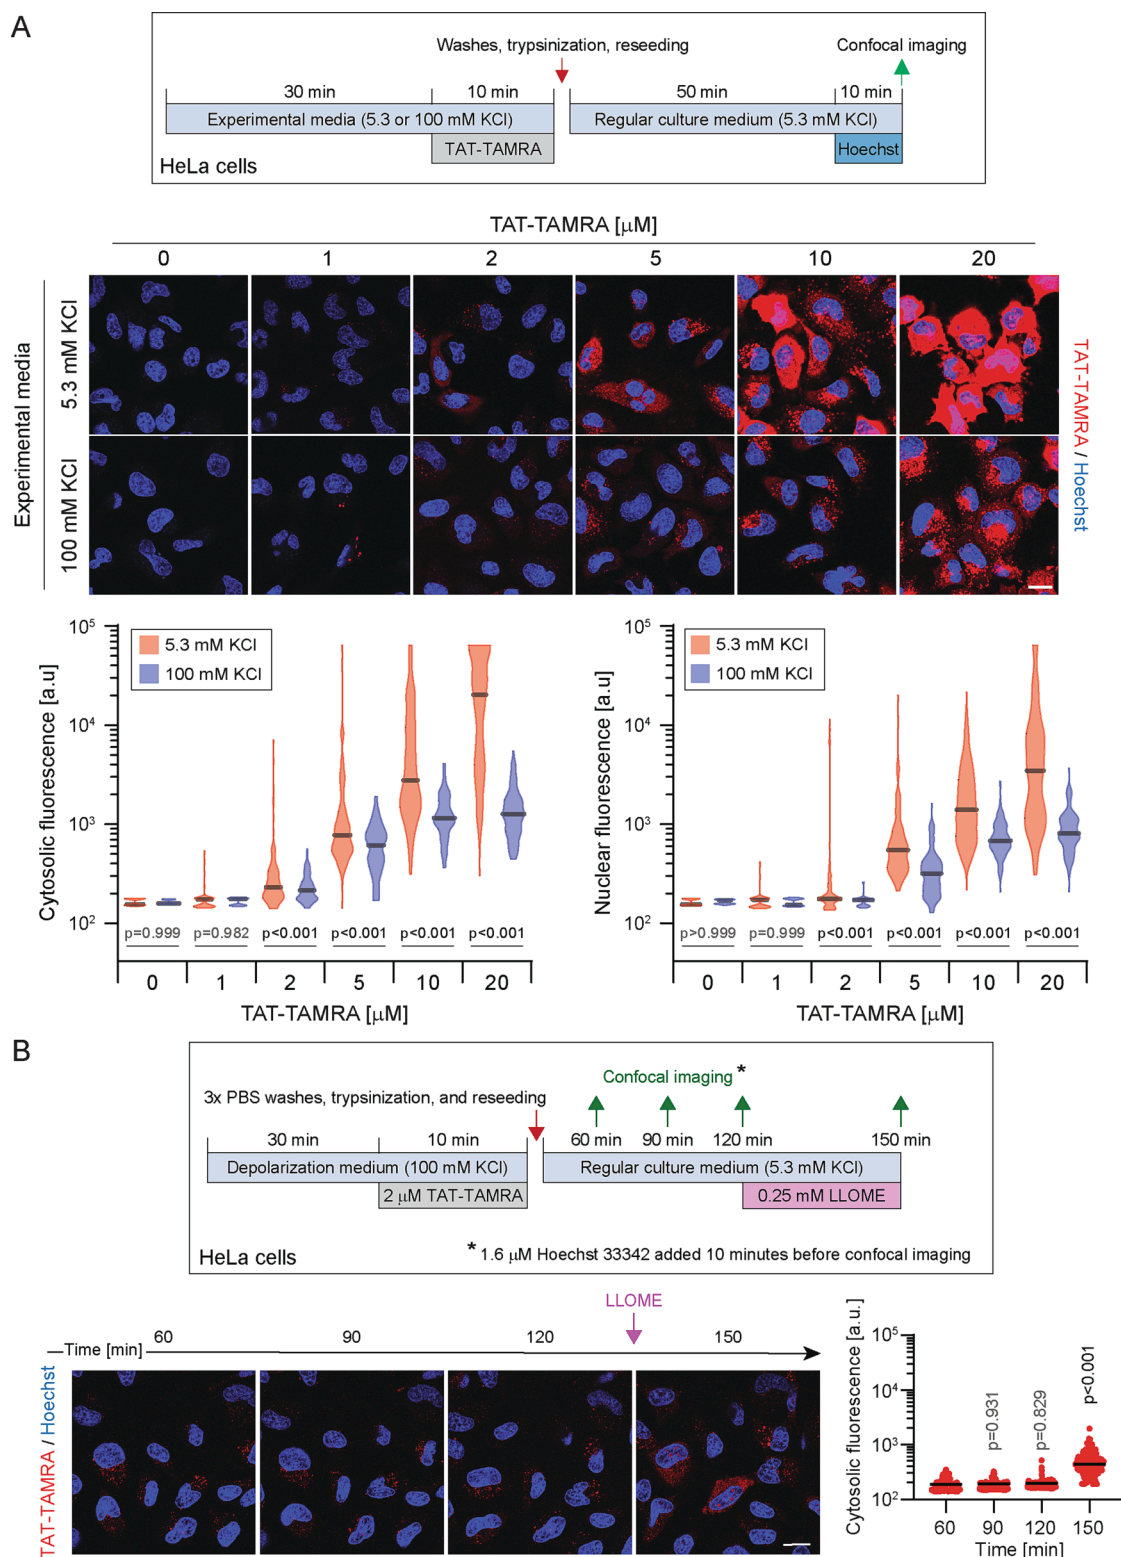 A
Washes, trypsinization, reseeding
Confocal imaging
30 min
10 min
50 min
10 min
Experimental media (5.3 or 100 mM KCl)
Regular culture medium (5.3 mM KCl)
TAT-TAMRA
Hoechst
HeLa cells
TAT-TAMRA [μM]
0 1 2 5 10 20
Experimental media
5.3 mM KCl
100 mM KCl
TAT-TAMRA / Hoechst
Cytosolic fluorescence [a.u]
10⁵
10⁴
10³
10²
5.3 mM KCl
100 mM KCl
p=0.999 p=0.982 p<0.001 p<0.001 p<0.001 p<0.001
0 1 2 5 10 20
TAT-TAMRA [μM]
Nuclear fluorescence [a.u]
10⁵
10⁴
10³
10²
5.3 mM KCl
100 mM KCl
p>0.999 p=0.999 p<0.001 p<0.001 p<0.001 p<0.001
0 1 2 5 10 20
TAT-TAMRA [μM]
B
Confocal imaging *
3x PBS washes, trypsinization, and reseeding
30 min
10 min
60 min
90 min
120 min
150 min
Depolarization medium (100 mM KCl)
Regular culture medium (5.3 mM KCl)
2 μM TAT-TAMRA
0.25 mM LLOME
* 1.6 μM Hoechst 33342 added 10 minutes before confocal imaging
HeLa cells
LLOME
Time [min]
60 90 120 150
TAT-TAMRA / Hoechst
Cytosolic fluorescence [a.u.]
10⁵
10⁴
10³
10²
p=0.931
p=0.829
p<0.001
60 90 120 150
Time [min]